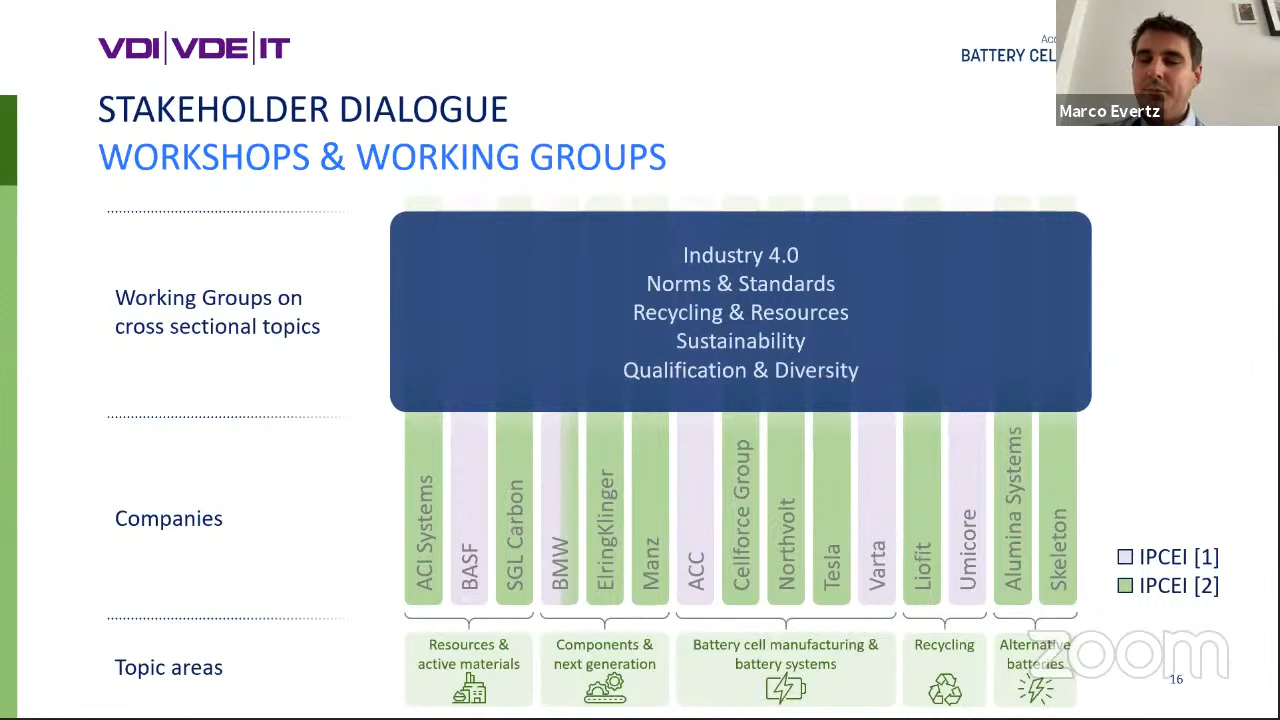 VDI|VDE|IT
Acc
BATTERY CEL
Marco Evertz
STAKEHOLDER DIALOGUE
WORKSHOPS & WORKING GROUPS
Working Groups on
cross sectional topics
Industry 4.0
Norms & Standards
Recycling & Resources
Sustainability
Qualification & Diversity
Companies
ACI Systems
BASF
SGL Carbon
BMW
ElringKlinger
Manz
ACC
Cellforce Group
Northvolt
Tesla
Varta
Liofit
Umicore
Alumina Systems
Skeleton
IPCEI [1]
IPCEI [2]
Topic areas
Resources &
active materials
Components &
next generation
Battery cell manufacturing &
battery systems
Recycling
Alternative
batteries
zoom
16